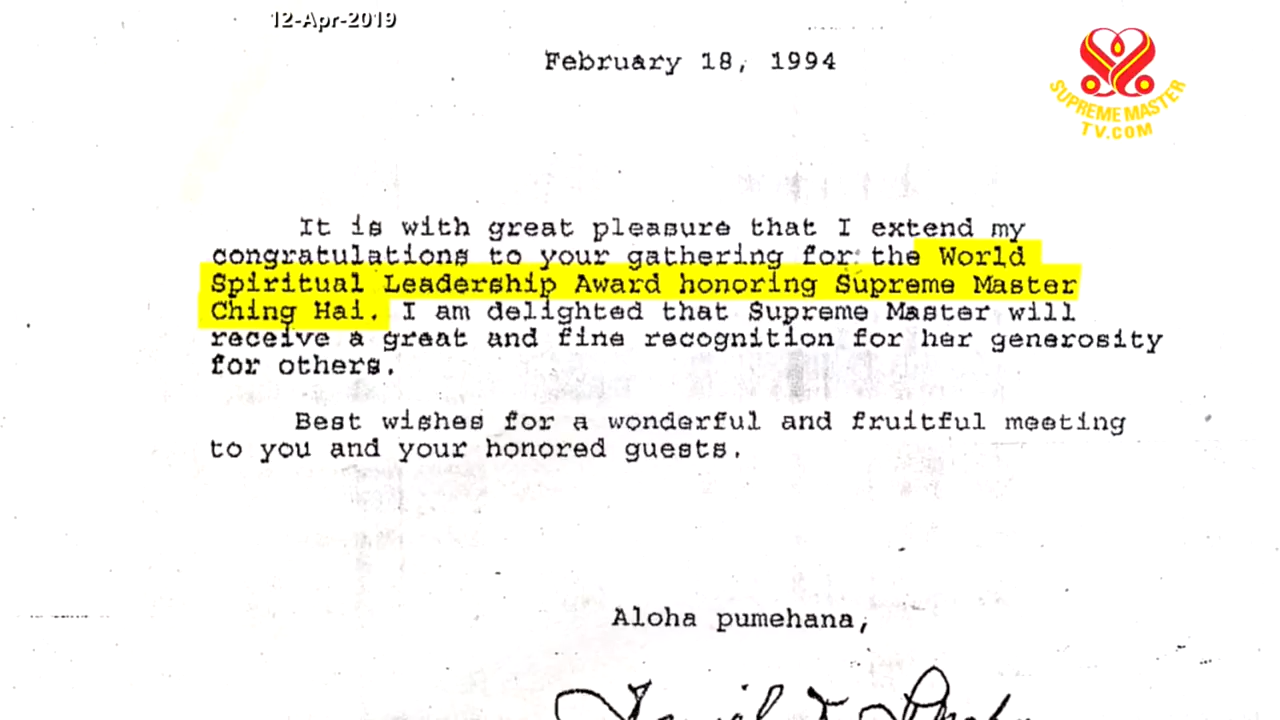 12-Apr-2019
February 18, 1994
SUPREME MASTER
TV.COM
It is with great pleasure that I extend my
congratulations to your gathering for the World
Spiritual Leadership Award honoring Supreme Master
Ching Hai. I am delighted that Supreme Master will
receive a great and fine recognition for her generosity
for others.
Best wishes for a wonderful and fruitful meeting
to you and your honored guests.
Aloha pumehana,